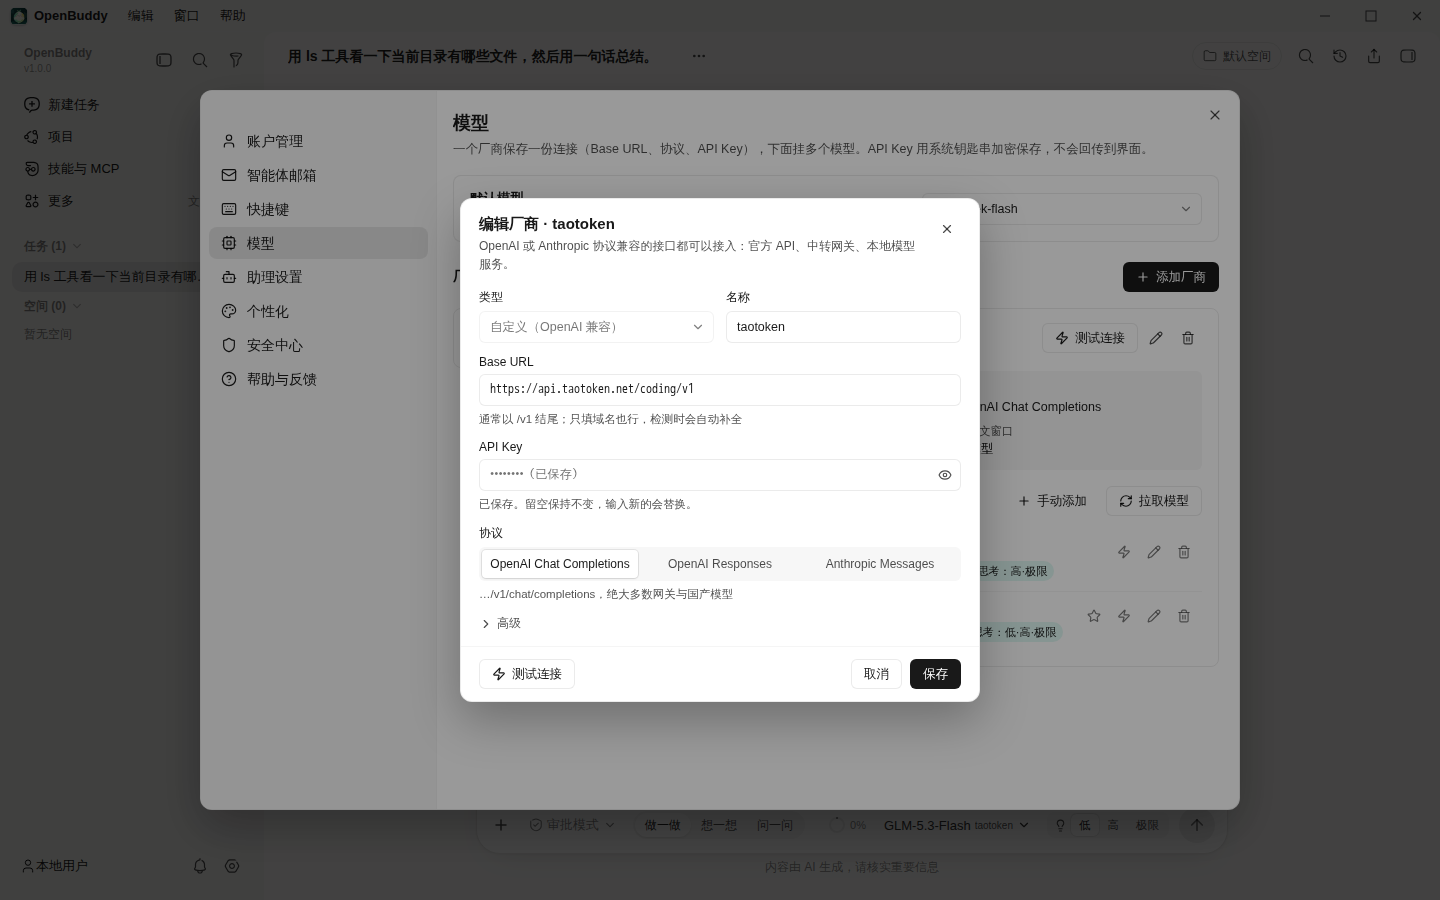 OpenBuddy 编辑 窗口 帮助
OpenBuddy
v1.0.0
用 ls 工具看一下当前目录有哪些文件，然后用一句话总结。 ···
默认空间
新建任务
项目
技能与 MCP
更多
任务 (1)
用 ls 工具看一下当前目录有哪
空间 (0)
暂无空间
账户管理
智能体邮箱
快捷键
模型
助理设置
个性化
安全中心
帮助与反馈
模型
一个厂商保存一份连接（Base URL、协议、API Key），下面挂多个模型。API Key 用系统钥匙串加密保存，不会回传到界面。
默认模型
k-flash
添加厂商
测试连接
nAI Chat Completions
文窗口
型
手动添加 拉取模型
思考：高·极限
考：低·高·极限
编辑厂商 · taotoken
OpenAI 或 Anthropic 协议兼容的接口都可以接入：官方 API、中转网关、本地模型
服务。
类型 名称
自定义（OpenAI 兼容） taotoken
Base URL
https://api.taotoken.net/coding/v1
通常以 /v1 结尾；只填域名也行，检测时会自动补全
API Key
••••••••（已保存）
已保存。留空保持不变，输入新的会替换。
协议
OpenAI Chat Completions OpenAI Responses Anthropic Messages
…/v1/chat/completions，绝大多数网关与国产模型
高级
测试连接 取消 保存
审批模式 做一做 想一想 问一问 0% GLM-5.3-Flash taotoken 低 高 极限
本地用户
内容由 AI 生成，请核实重要信息